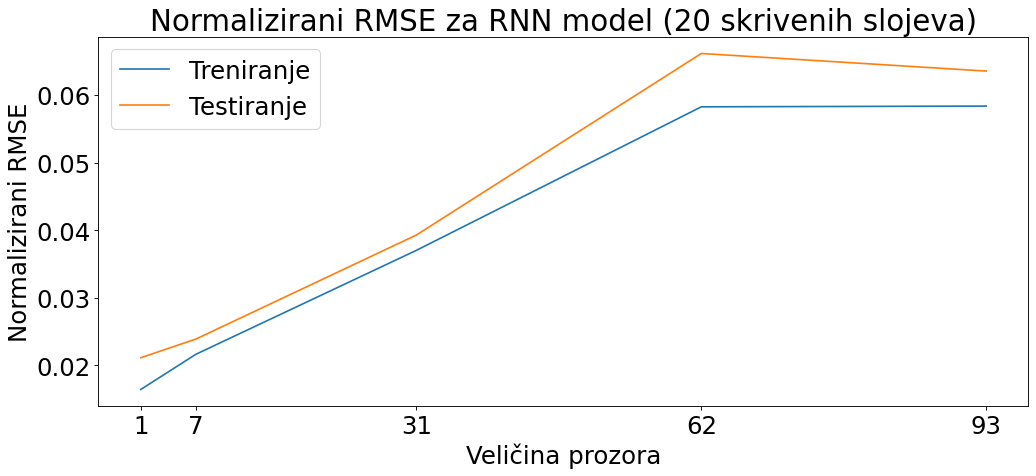 Normalizirani RMSE za RNN model (20 skrivenih slojeva)
Treniranje
Testiranje
Normalizirani RMSE
0.06
0.05
0.04
0.03
0.02
1 7 31 62 93
Veličina prozora